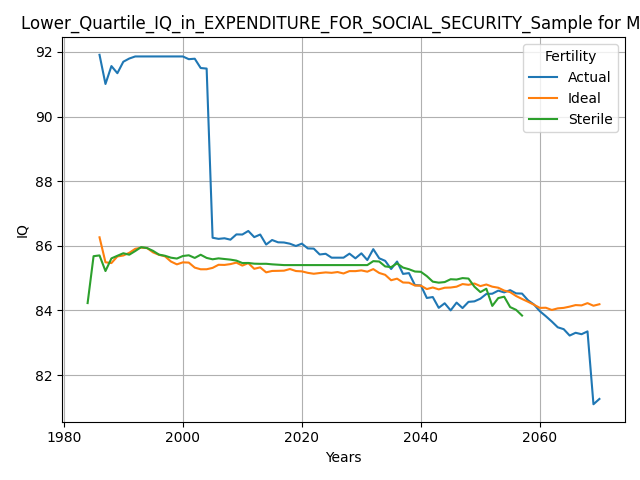 Lower_Quartile_IQ_in_EXPENDITURE_FOR_SOCIAL_SECURITY_Sample for M
Fertility
Actual
Ideal
Sterile
IQ
92
90
88
86
84
82
1980
2000
2020
2040
2060
Years